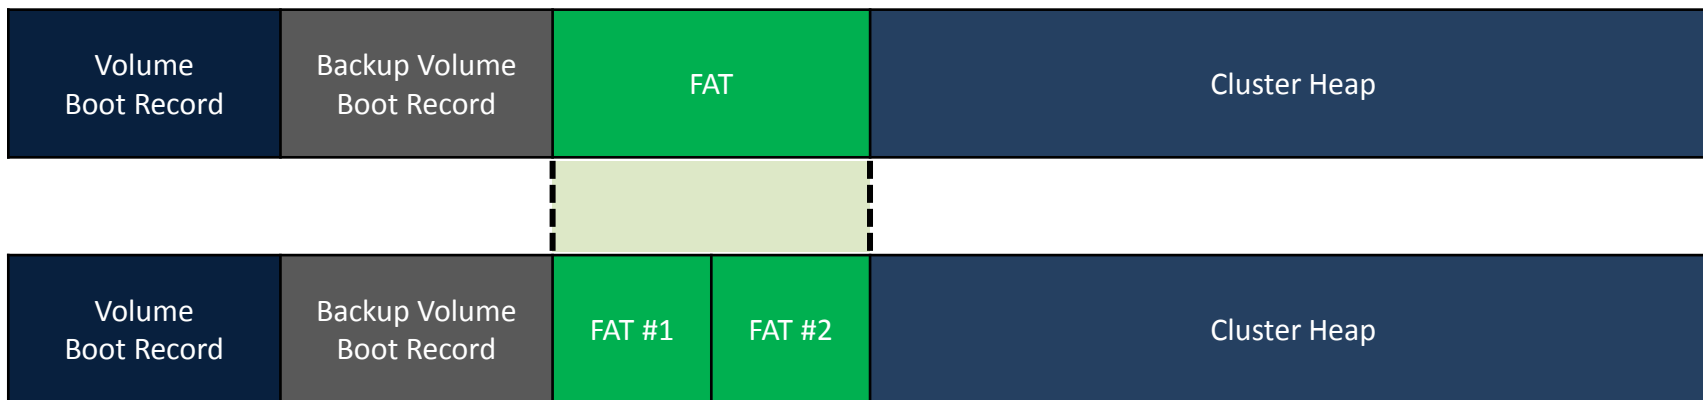 Volume
Boot Record
Backup Volume
Boot Record
FAT
Cluster Heap
Volume
Boot Record
Backup Volume
Boot Record
FAT #1
FAT #2
Cluster Heap